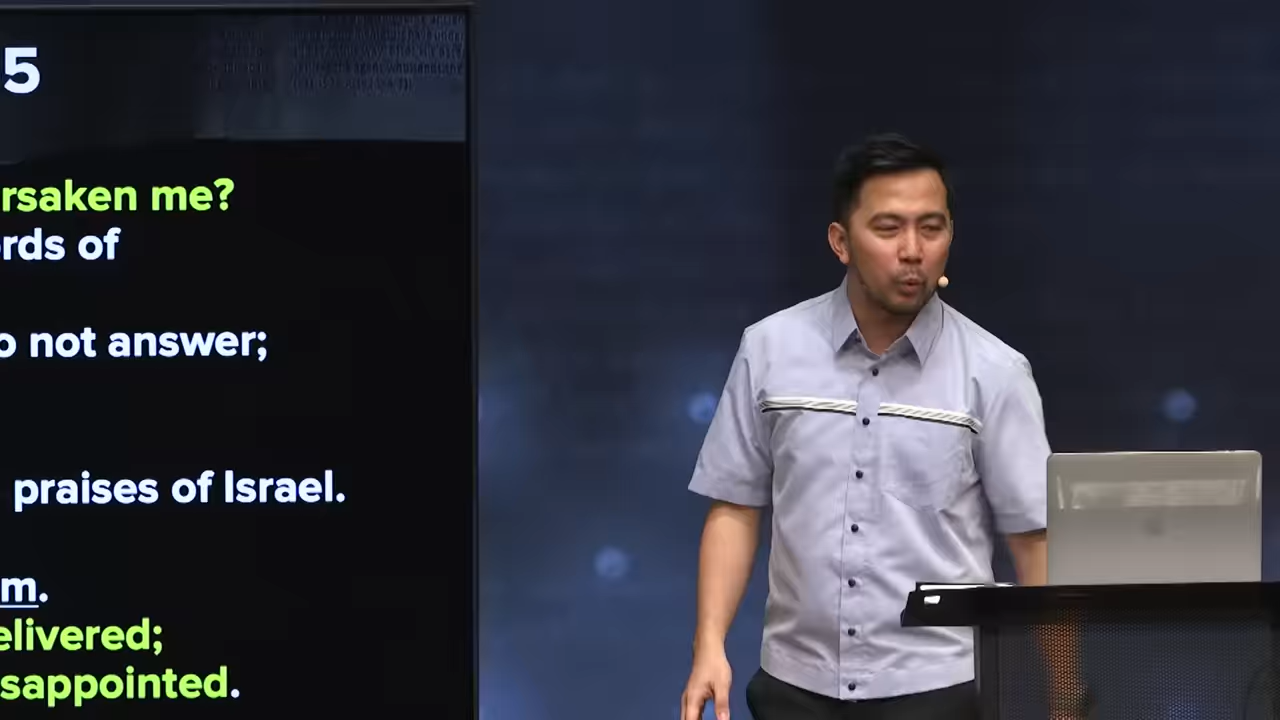 5
rsaken me?
rds of
o not answer;
praises of Israel.
m.
elivered;
sappointed.